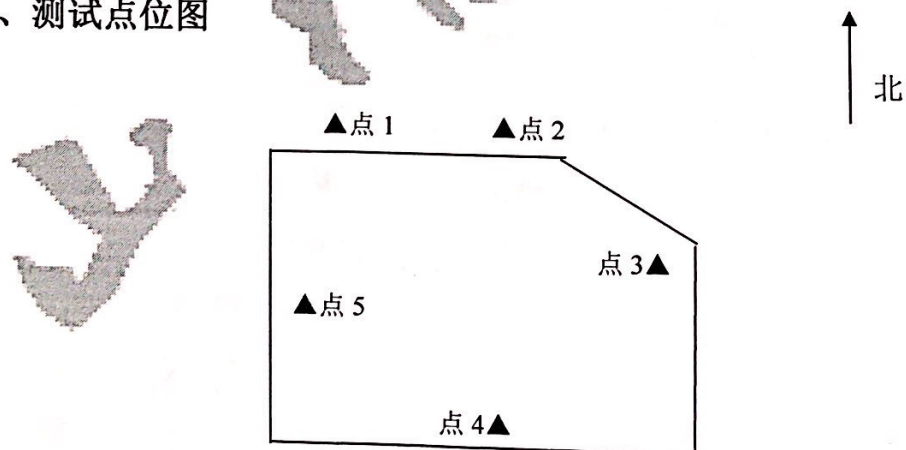 、测试点位图
北
▲点 1
▲点 2
点 3▲
▲点 5
点 4▲